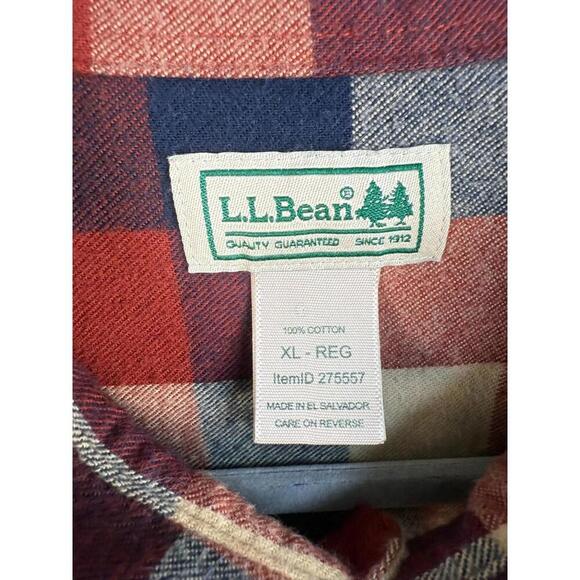 L.L.Bean®
QUALITY GUARANTEED SINCE 1912
100% COTTON
XL - REG
ItemID 275557
MADE IN EL SALVADOR
CARE ON REVERSE